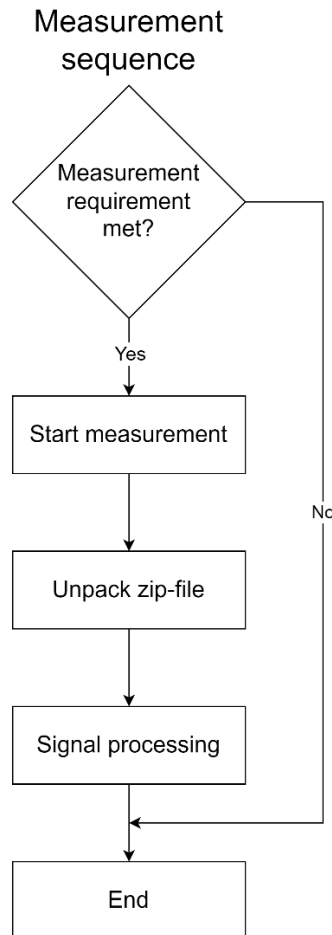 Measurement
sequence
Measurement
requirement
met?
Yes
Start measurement
No
Unpack zip-file
Signal processing
End